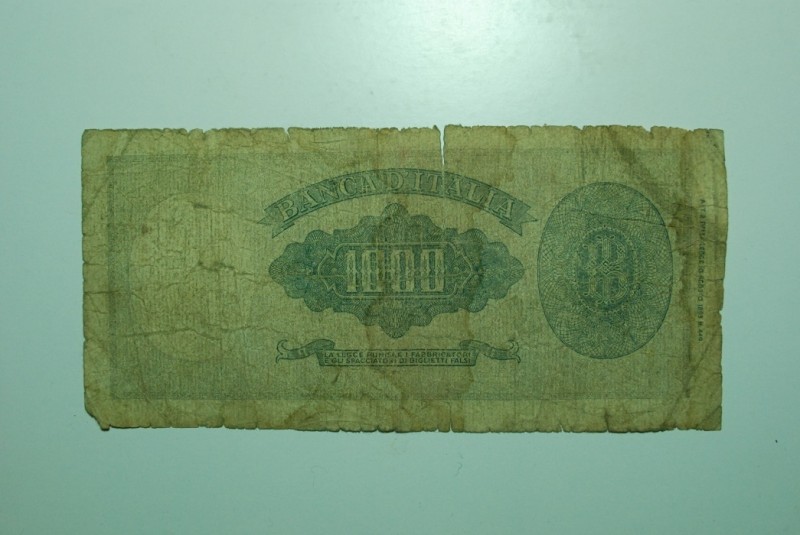 BANCA D'ITALIA
1000
LA LEGGE PUNISCE I FABBRICATORI
E GLI SPACCIATORI DI BIGLIETTI FALSI